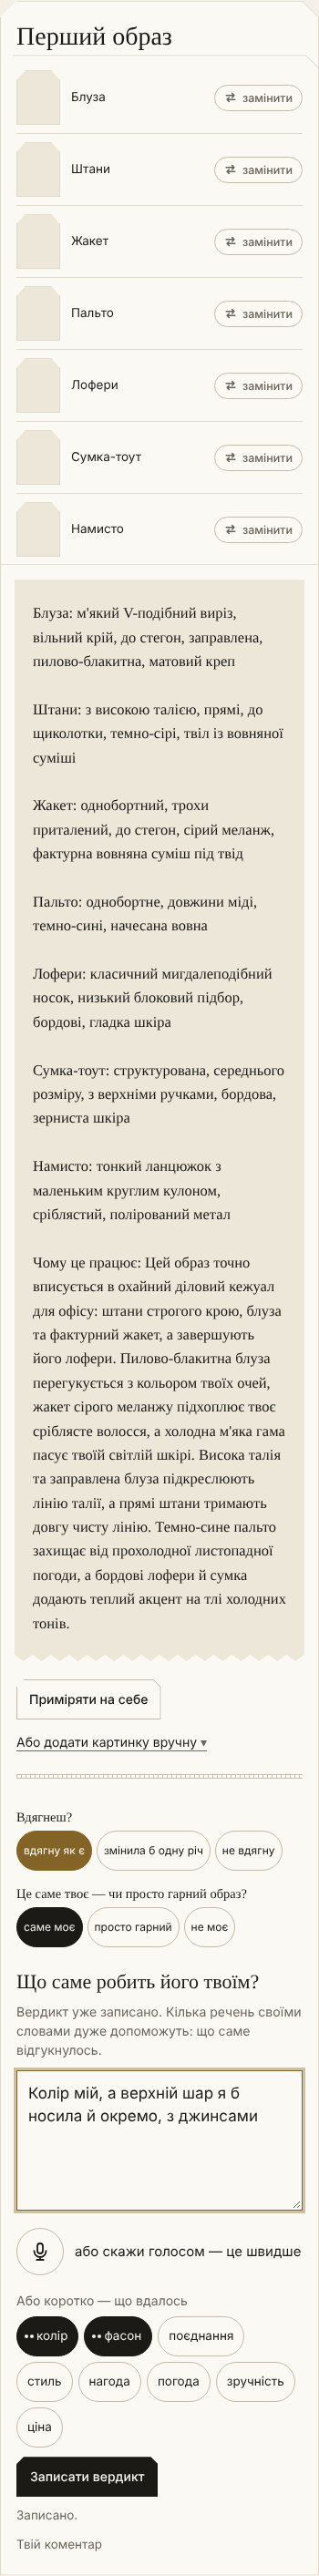 Перший образ
Блуза
⇄ замінити
Штани
⇄ замінити
Жакет
⇄ замінити
Пальто
⇄ замінити
Лофери
⇄ замінити
Сумка-тоут
⇄ замінити
Намисто
⇄ замінити
Блуза: м'який V-подібний виріз,
вільний крій, до стегон, заправлена,
пилово-блакитна, матовий креп
Штани: з високою талією, прямі, до
щиколотки, темно-сірі, твіл із вовняної
суміші
Жакет: однобортний, трохи
приталений, до стегон, сірий меланж,
фактурна вовняна суміш під твід
Пальто: однобортне, довжини міді,
темно-сині, начесана вовна
Лофери: класичний мигдалеподібний
носок, низький блоковий підбор,
бордові, гладка шкіра
Сумка-тоут: структурована, середнього
розміру, з верхніми ручками, бордова,
зерниста шкіра
Намисто: тонкий ланцюжок з
маленьким круглим кулоном,
сріблястий, полірований метал
Чому це працює: Цей образ точно
вписується в охайний діловий кежуал
для офісу: штани строгого крою, блуза
та фактурний жакет, а завершують
його лофери. Пилово-блакитна блуза
перегукується з кольором твоїх очей,
жакет сірого меланжу підхоплює твоє
сріблясте волосся, а холодна м'яка гама
пасує твоїй світлій шкірі. Висока талія
та заправлена блуза підкреслюють
лінію талії, а прямі штани тримають
довгу чисту лінію. Темно-сине пальто
захищає від прохолодної листопадної
погоди, а бордові лофери й сумка
додають теплий акцент на тлі холодних
тонів.
Приміряти на себе
Або додати картинку вручну ▾
Вдягнеш?
вдягну як є
змінила б одну річ
не вдягну
Це саме твоє — чи просто гарний образ?
саме моє
просто гарний
не моє
Що саме робить його твоїм?
Вердикт уже записано. Кілька речень своїми
словами дуже допоможуть: що саме
відгукнулось.
Колір мій, а верхній шар я б
носила й окремо, з джинсами
або скажи голосом — це швидше
Або коротко — що вдалось
•• колір
•• фасон
поєднання
стиль
нагода
погода
зручність
ціна
Записати вердикт
Записано.
Твій коментар